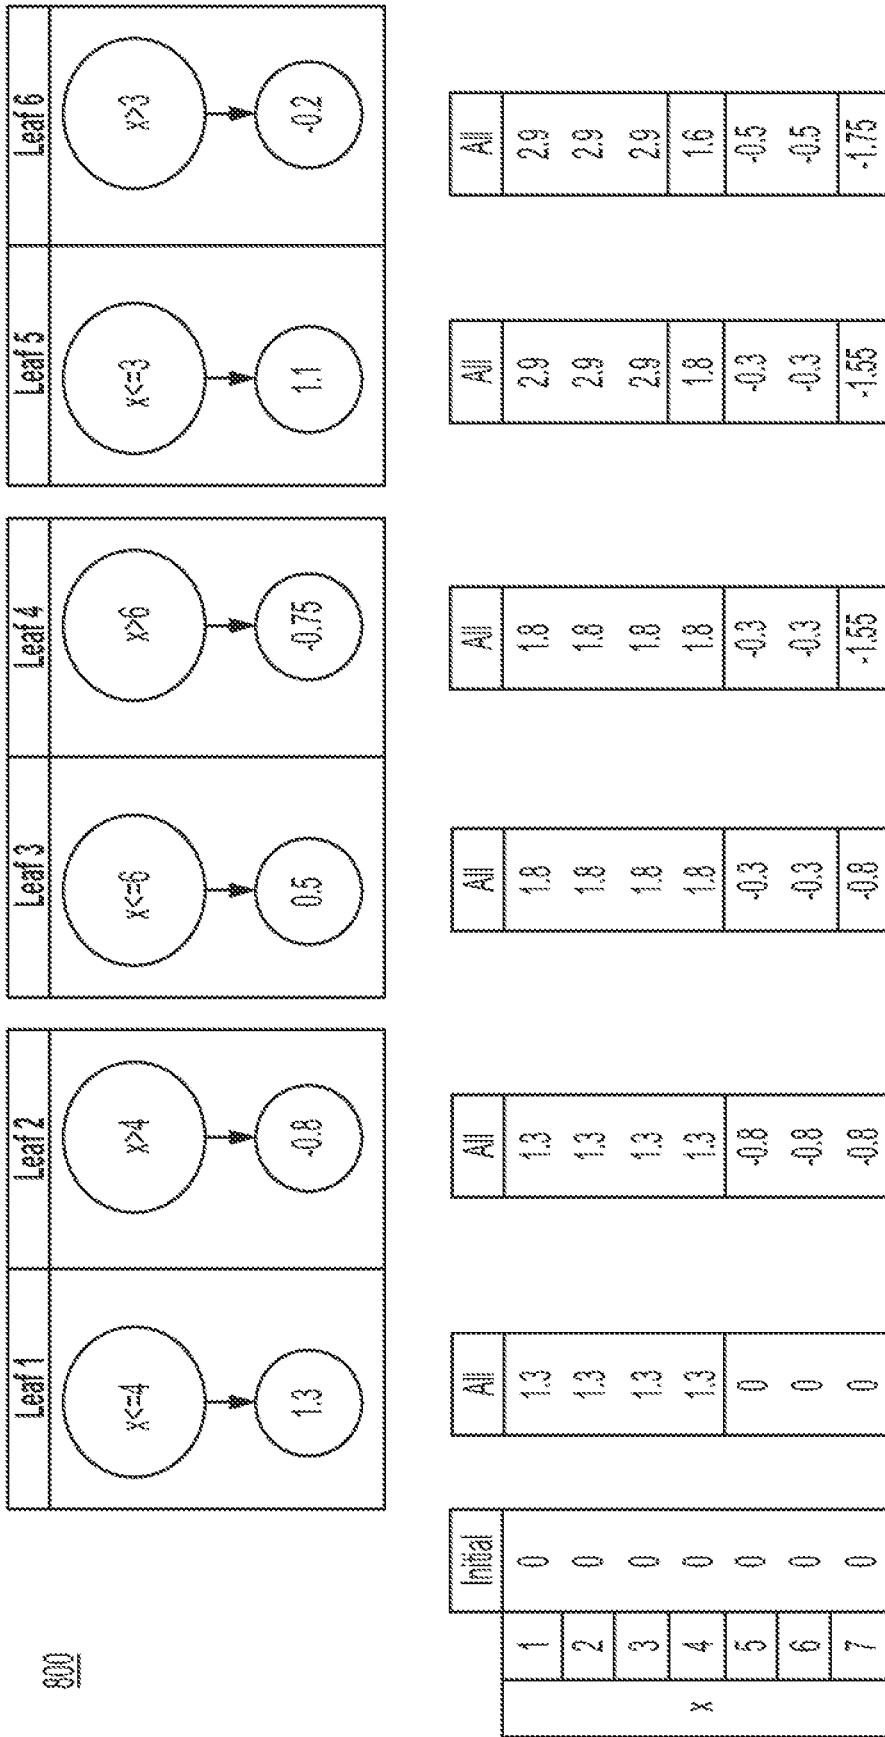 800
Leaf 1 Leaf 2 Leaf 3 Leaf 4 Leaf 5 Leaf 6
x<=4 x>4 x<=6 x>6 x<=3 x>3
1.3 -0.8 0.5 -0.75 1.1 -0.2
Initial All All All All All All
x
1 0 1.3 1.3 1.8 1.8 2.9 2.9
2 0 1.3 1.3 1.8 1.8 2.9 2.9
3 0 1.3 1.3 1.8 1.8 2.9 2.9
4 0 1.3 1.3 1.8 1.8 1.8 1.6
5 0 0 -0.8 -0.3 -0.3 -0.3 -0.5
6 0 0 -0.8 -0.3 -0.3 -0.3 -0.5
7 0 0 -0.8 -0.8 -1.55 -1.55 -1.75